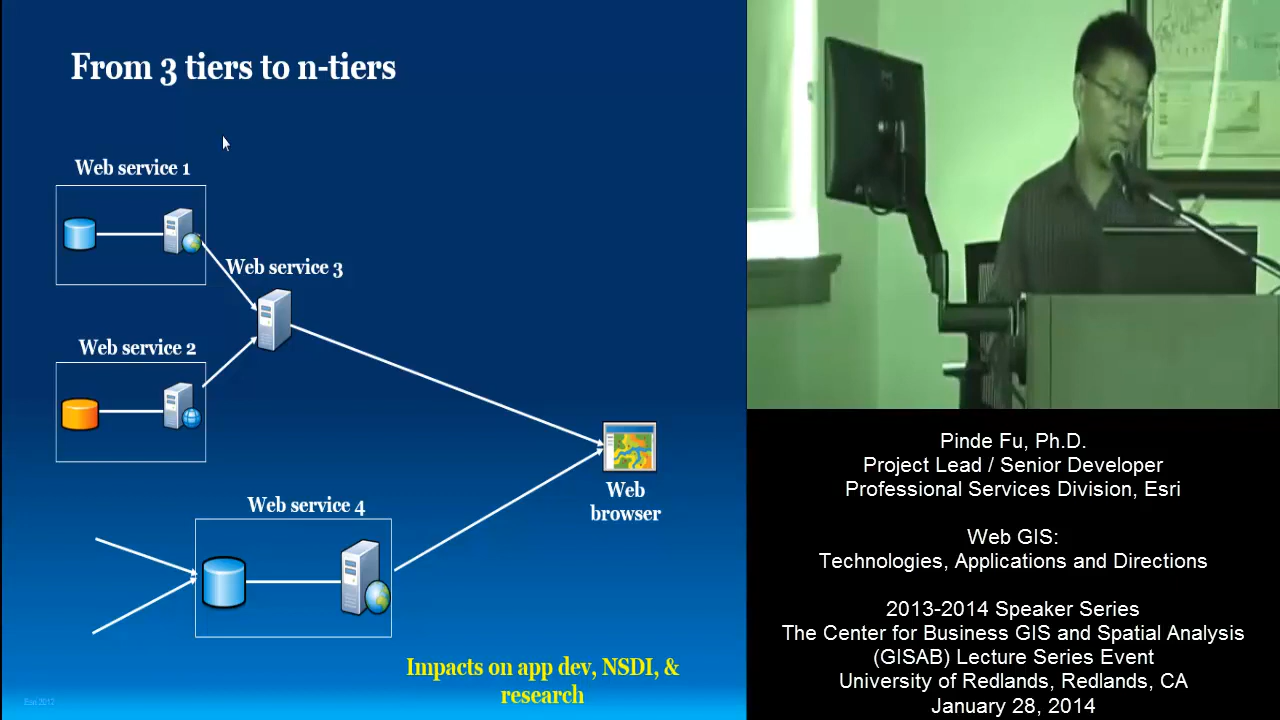 From 3 tiers to n-tiers
Web service 1
Web service 3
Web service 2
Web service 4
Web
browser
Impacts on app dev, NSDI, &
research
Esri 2012
Pinde Fu, Ph.D.
Project Lead / Senior Developer
Professional Services Division, Esri
Web GIS:
Technologies, Applications and Directions
2013-2014 Speaker Series
The Center for Business GIS and Spatial Analysis
(GISAB) Lecture Series Event
University of Redlands, Redlands, CA
January 28, 2014